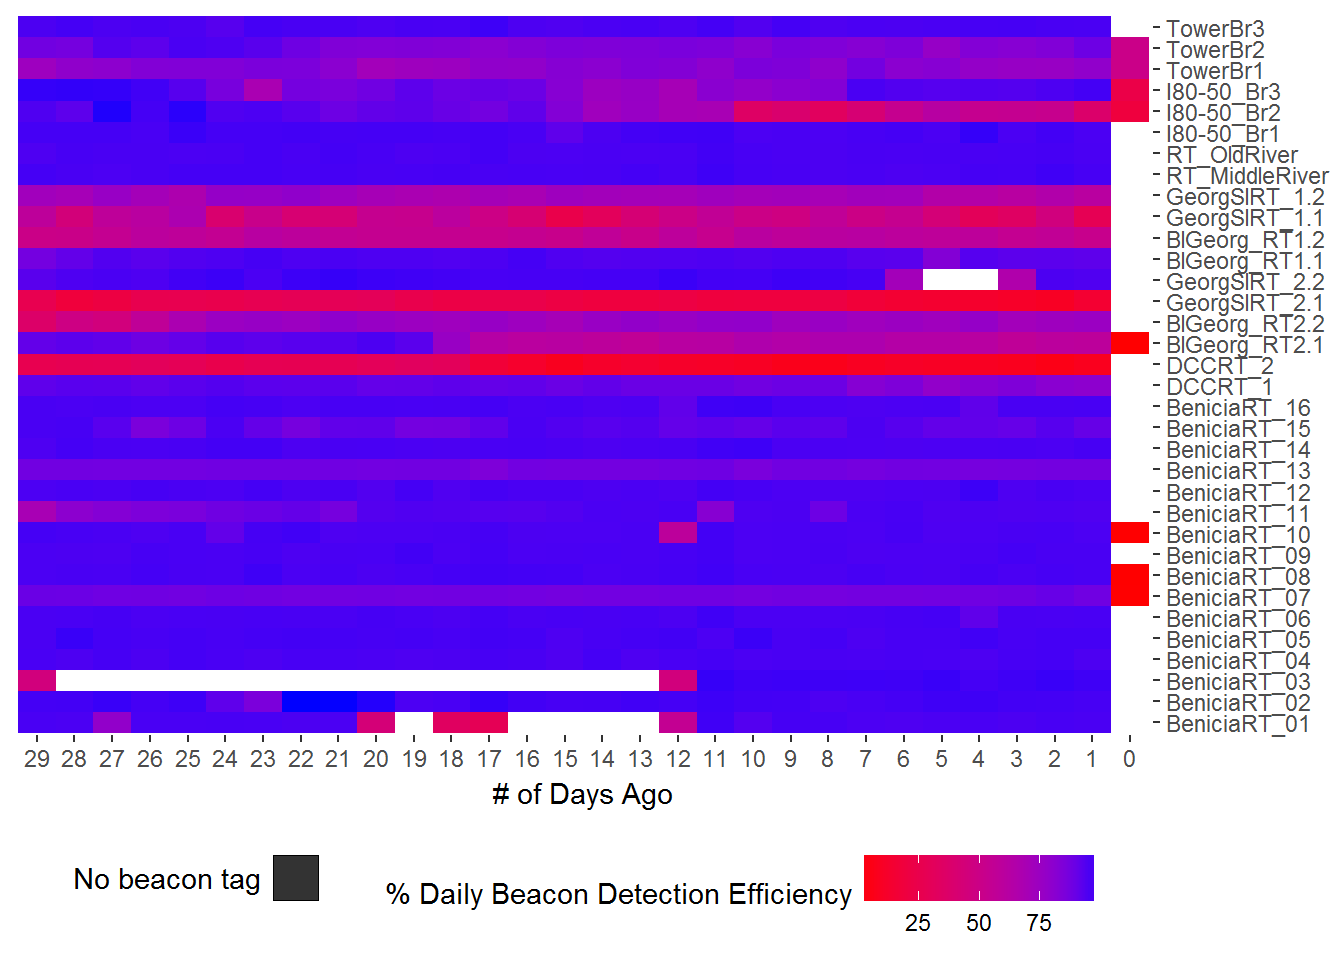 TowerBr3
TowerBr2
TowerBr1
I80-50_Br3
I80-50_Br2
I80-50_Br1
RT_OldRiver
RT_MiddleRiver
GeorgSlRT_1.2
GeorgSlRT_1.1
BlGeorg_RT1.2
BlGeorg_RT1.1
GeorgSlRT_2.2
GeorgSlRT_2.1
BlGeorg_RT2.2
BlGeorg_RT2.1
DCCRT_2
DCCRT_1
BeniciaRT_16
BeniciaRT_15
BeniciaRT_14
BeniciaRT_13
BeniciaRT_12
BeniciaRT_11
BeniciaRT_10
BeniciaRT_09
BeniciaRT_08
BeniciaRT_07
BeniciaRT_06
BeniciaRT_05
BeniciaRT_04
BeniciaRT_03
BeniciaRT_02
BeniciaRT_01
29 28 27 26 25 24 23 22 21 20 19 18 17 16 15 14 13 12 11 10 9 8 7 6 5 4 3 2 1 0
# of Days Ago
No beacon tag
% Daily Beacon Detection Efficiency
25 50 75